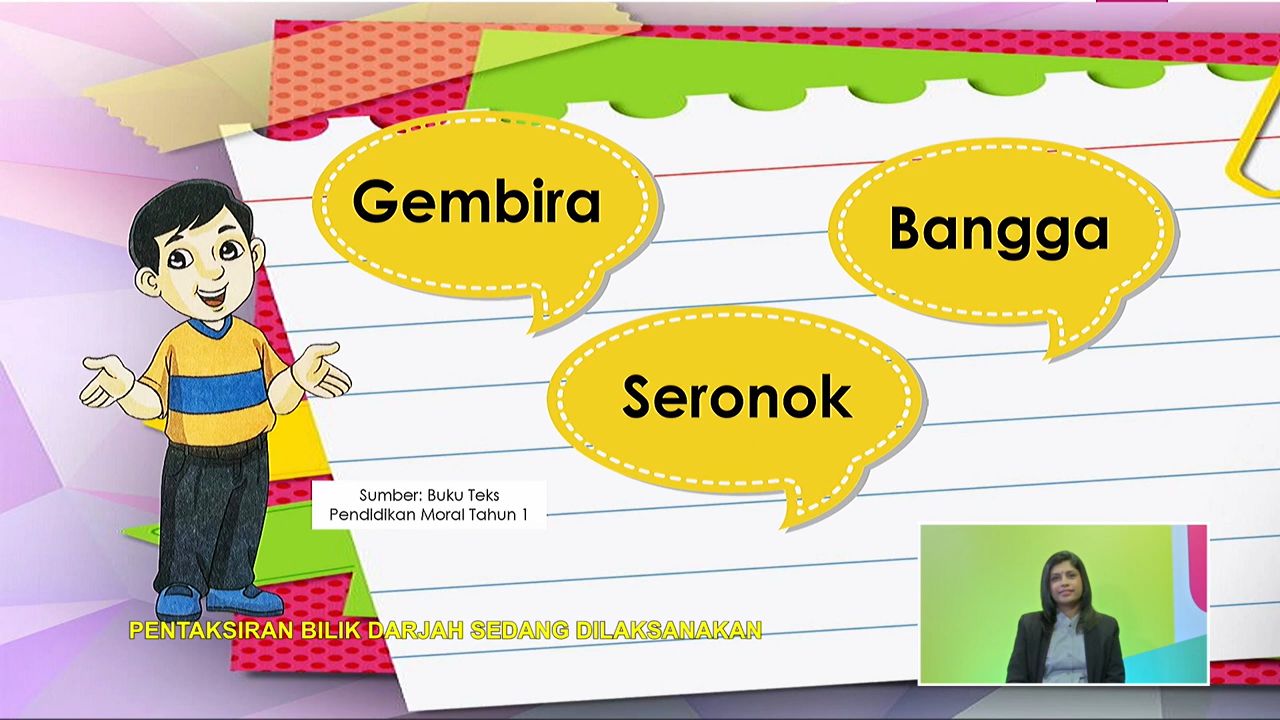 Gembira
Bangga
Seronok
Sumber: Buku Teks
Pendidikan Moral Tahun 1
PENTAKSIRAN BILIK DARJAH SEDANG DILAKSANAKAN